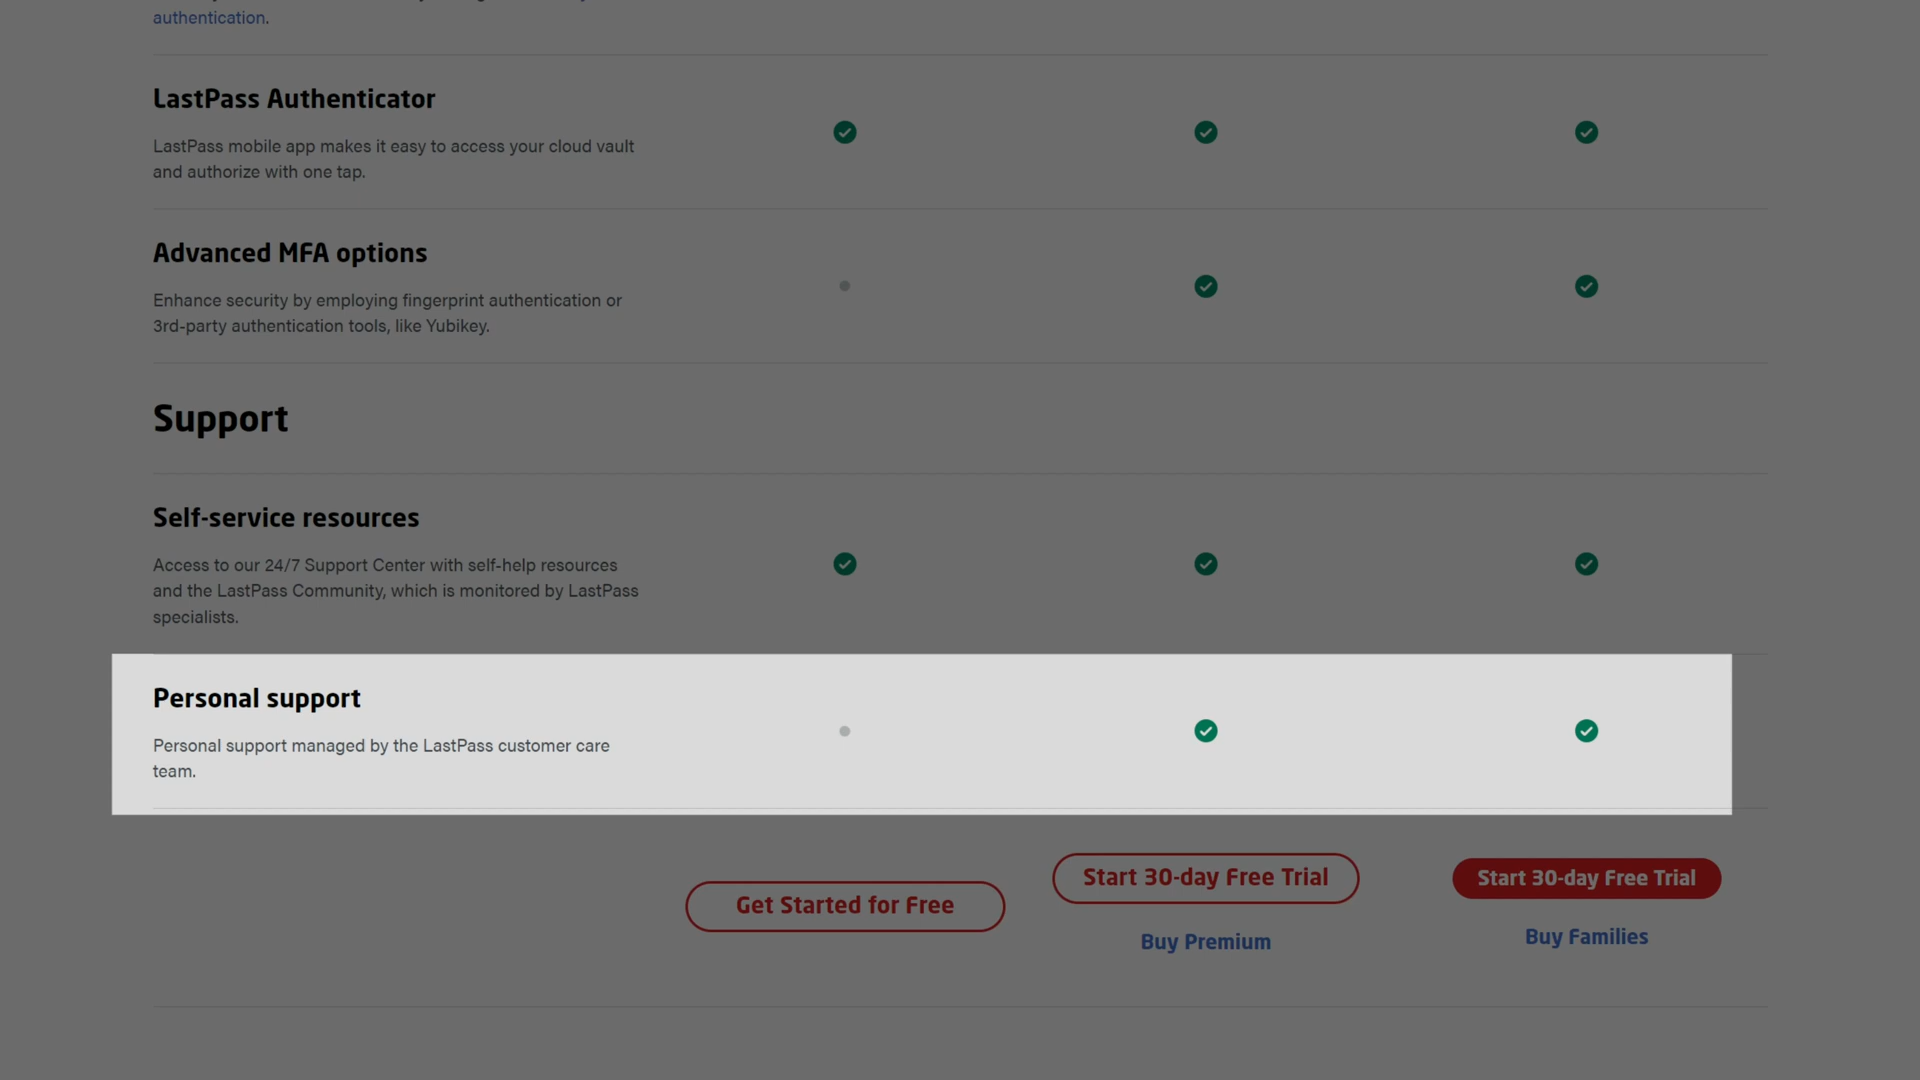 authentication.
LastPass Authenticator
LastPass mobile app makes it easy to access your cloud vault
and authorize with one tap.
Advanced MFA options
Enhance security by employing fingerprint authentication or
3rd-party authentication tools, like Yubikey.
Support
Self-service resources
Access to our 24/7 Support Center with self-help resources
and the LastPass Community, which is monitored by LastPass
specialists.
Personal support
Personal support managed by the LastPass customer care
team.
Get Started for Free
Start 30-day Free Trial
Buy Premium
Start 30-day Free Trial
Buy Families